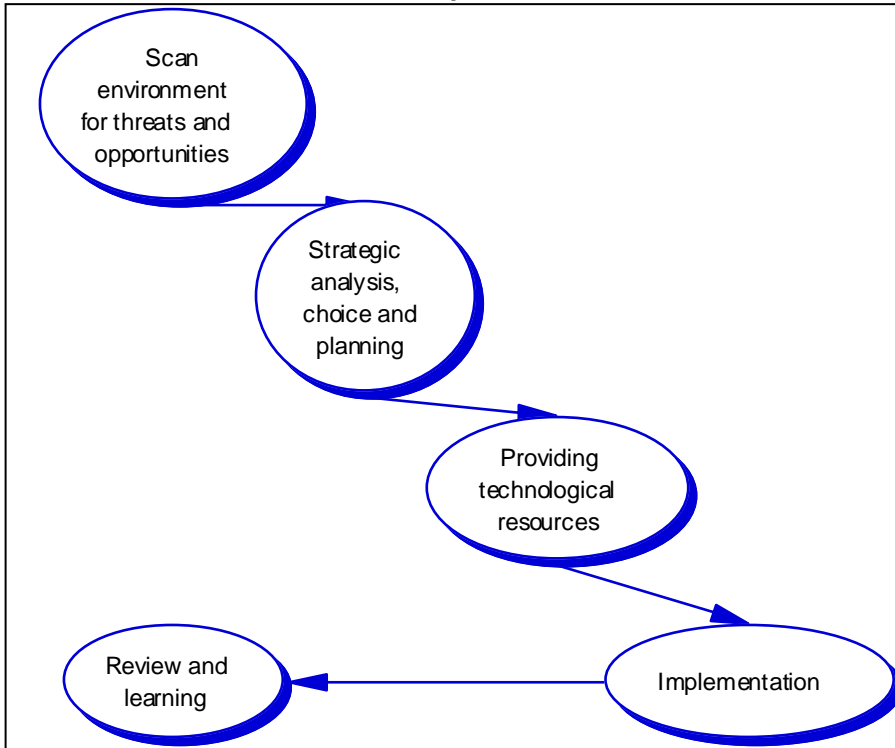 Scan
environment
for threats and
opportunities
Strategic
analysis,
choice and
planning
Providing
technological
resources
Implementation
Review and
learning